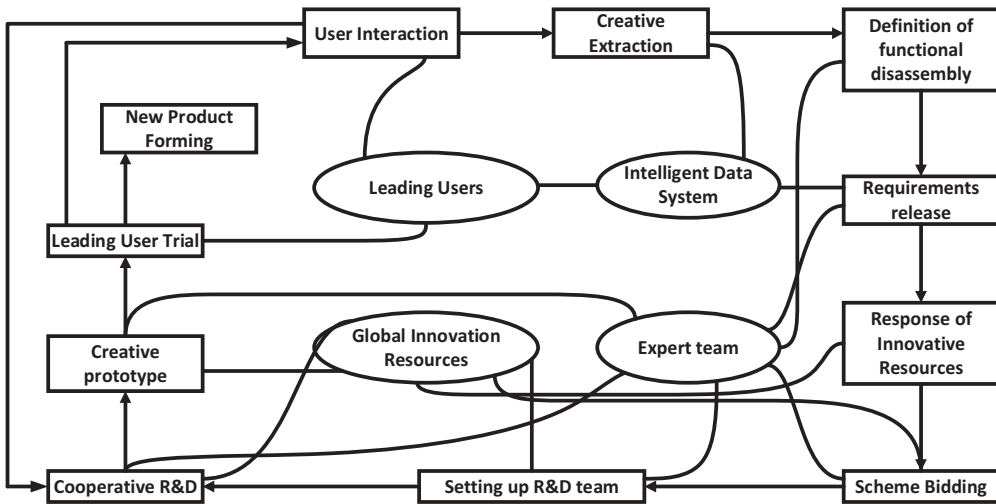 User Interaction
Creative
Extraction
Definition of
functional
disassembly
New Product
Forming
Leading Users
Intelligent Data
System
Requirements
release
Leading User Trial
Creative
prototype
Global Innovation
Resources
Expert team
Response of
Innovative
Resources
Cooperative R&D
Setting up R&D team
Scheme Bidding